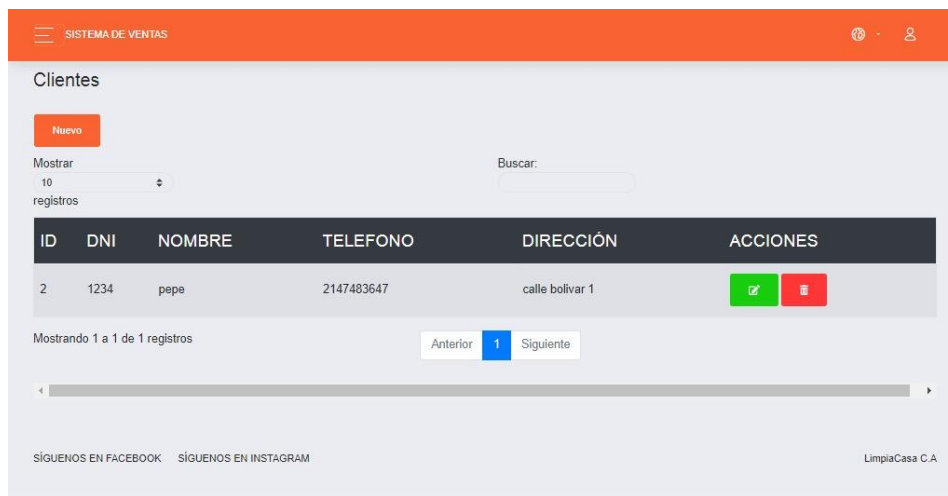 SISTEMA DE VENTAS
Clientes
Nuevo
Mostrar
10
registros
Buscar:
ID DNI NOMBRE TELEFONO DIRECCIÓN ACCIONES
2 1234 pepe 2147483647 calle bolivar 1
Mostrando 1 a 1 de 1 registros
Anterior 1 Siguiente
SÍGUENOS EN FACEBOOK SÍGUENOS EN INSTAGRAM LimpiaCasa C.A